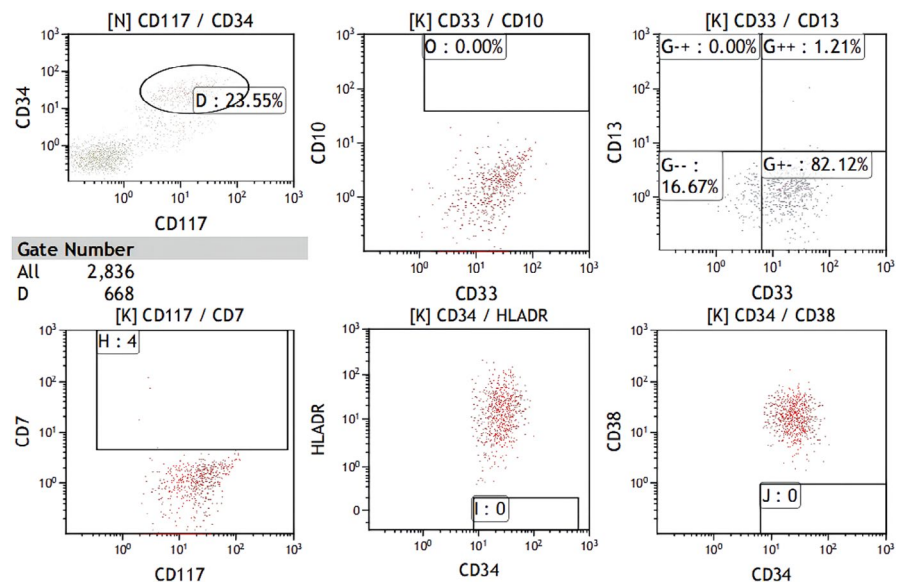 [N] CD117 / CD34
10³
10²
10¹
10⁰
CD34
D : 23.55%
10⁰ 10¹ 10² 10³
CD117
[K] CD33 / CD10
10³
10²
10¹
10⁰
CD10
O : 0.00%
10⁰ 10¹ 10² 10³
CD33
[K] CD33 / CD13
10³
10²
10¹
10⁰
CD13
G-+ : 0.00% G++ : 1.21%
G-- : G+- : 82.12%
16.67%
10⁰ 10¹ 10² 10³
CD33
Gate Number
All 2,836
D 668
[K] CD117 / CD7
10³
10²
10¹
10⁰
CD7
H : 4
10⁰ 10¹ 10² 10³
CD117
[K] CD34 / HLADR
10³
10²
10¹
10⁰
0
HLADR
I : 0
10⁰ 10¹ 10² 10³
CD34
[K] CD34 / CD38
10³
10²
10¹
10⁰
CD38
J : 0
10⁰ 10¹ 10² 10³
CD34